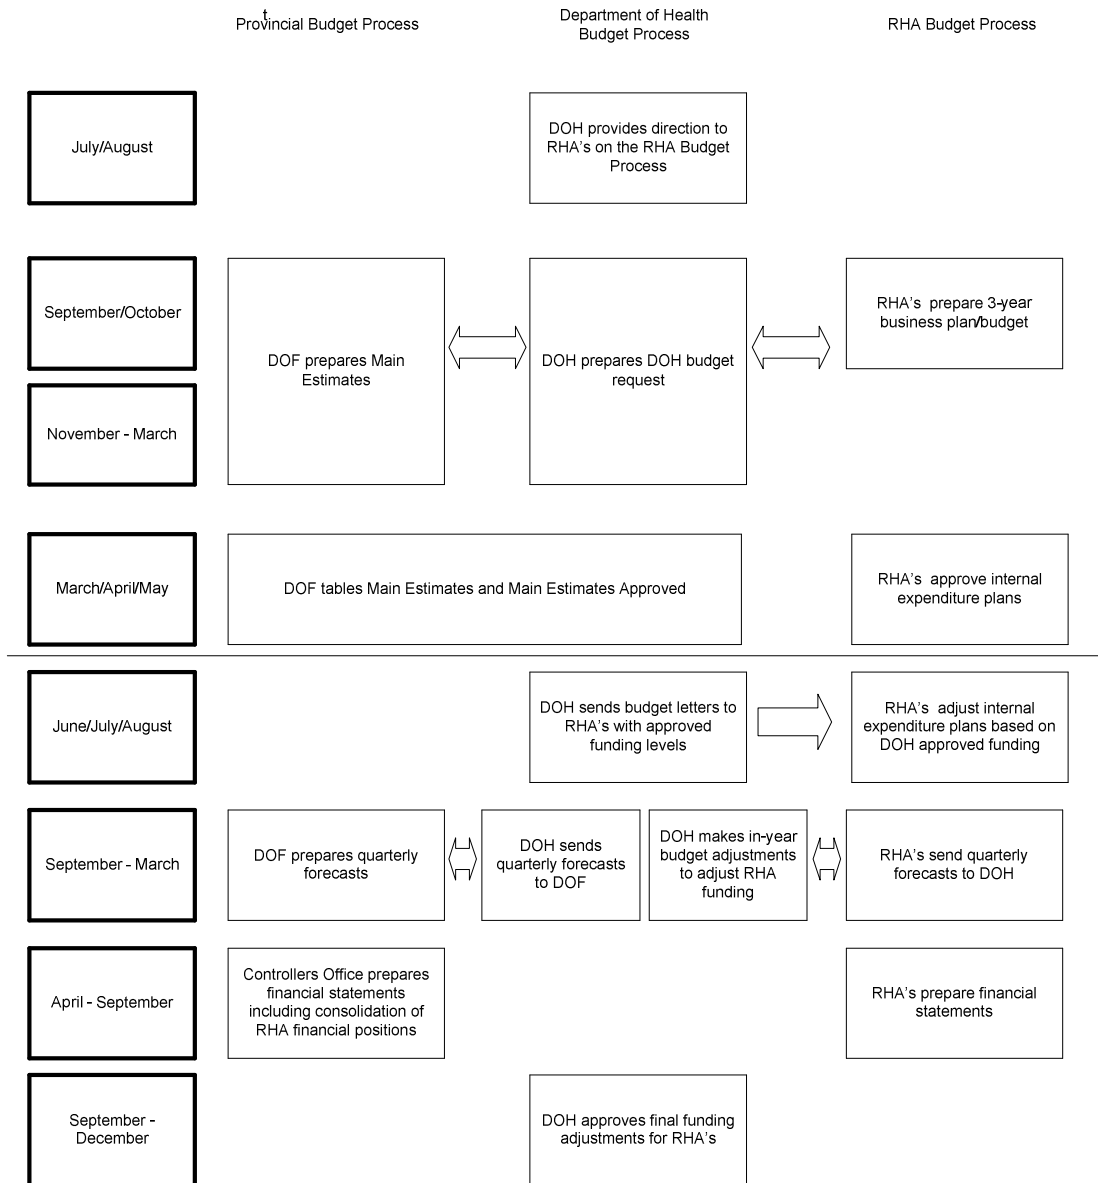 t
Provincial Budget Process
Department of Health
Budget Process
RHA Budget Process
July/August
DOH provides direction to
RHA's on the RHA Budget
Process
September/October
November - March
DOF prepares Main
Estimates
DOH prepares DOH budget
request
RHA's  prepare 3-year
business plan/budget
March/April/May
DOF tables Main Estimates and Main Estimates Approved
RHA's  approve internal
expenditure plans
June/July/August
DOH sends budget letters to
RHA's with approved
funding levels
RHA's  adjust internal
expenditure plans based on
DOH approved funding
September - March
DOF prepares quarterly
forecasts
DOH sends
quarterly forecasts
to DOF
DOH makes in-year
budget adjustments
to adjust RHA
funding
RHA's send quarterly
forecasts to DOH
April - September
Controllers Office prepares
financial statements
including consolidation of
RHA financial positions
RHA's prepare financial
statements
September -
December
DOH approves final funding
adjustments for RHA's